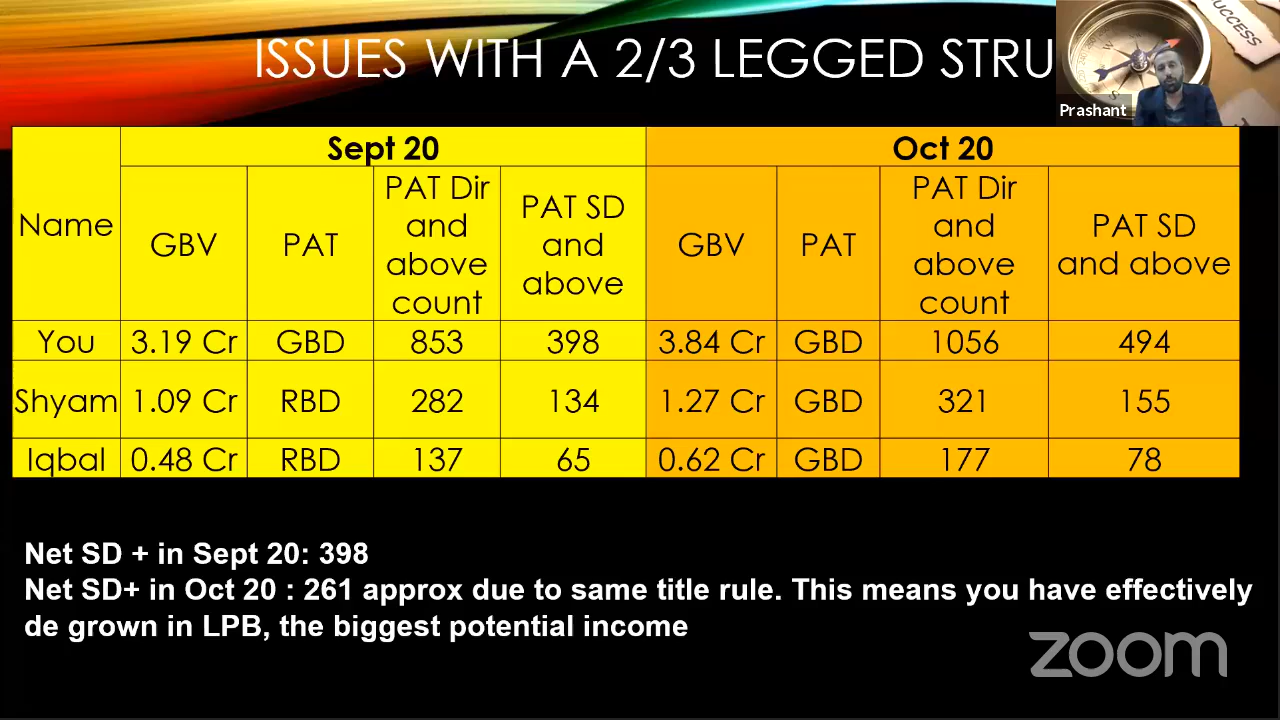 ISSUES WITH A 2/3 LEGGED STRU
SUCCESS
Prashant
Name
Sept 20
Oct 20
GBV
PAT
PAT Dir
and
above
count
PAT SD
and
above
GBV
PAT
PAT Dir
and
above
count
PAT SD
and above
You 3.19 Cr GBD 853 398 3.84 Cr GBD 1056 494
Shyam 1.09 Cr RBD 282 134 1.27 Cr GBD 321 155
Iqbal 0.48 Cr RBD 137 65 0.62 Cr GBD 177 78
Net SD + in Sept 20: 398
Net SD+ in Oct 20 : 261 approx due to same title rule. This means you have effectively
de grown in LPB, the biggest potential income
zoom